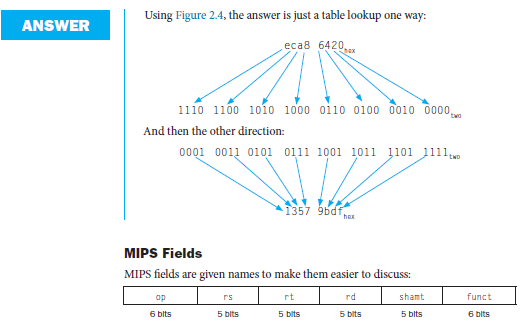 ANSWER
Using Figure 2.4, the answer is just a table lookup one way:
eca8 6420hex
1110 1100 1010 1000 0110 0100 0010 0000two
And then the other direction:
0001 0011 0101 0111 1001 1011 1101 1111two
1357 9bdfhex
MIPS Fields
MIPS fields are given names to make them easier to discuss:
op rs rt rd shamt funct
6 bits 5 bits 5 bits 5 bits 5 bits 6 bits